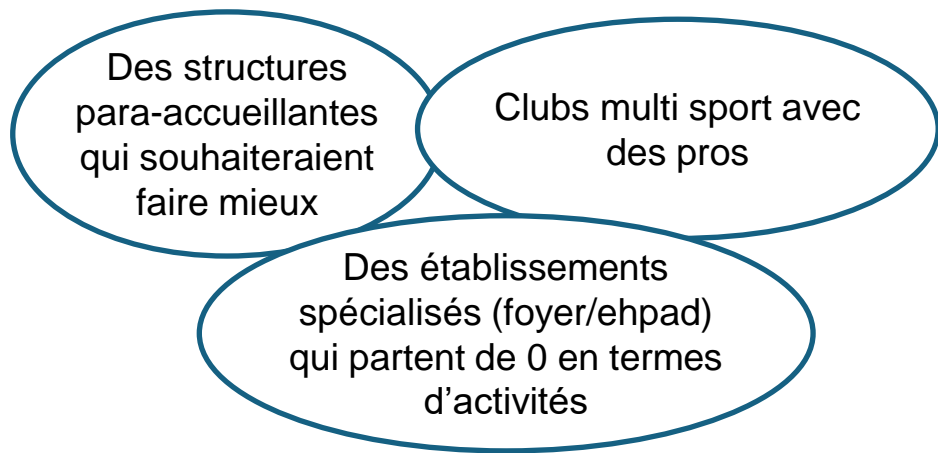 Des structures
para-accueillantes
qui souhaiteraient
faire mieux
Clubs multi sport avec
des pros
Des établissements
spécialisés (foyer/ehpad)
qui partent de 0 en termes
d’activités